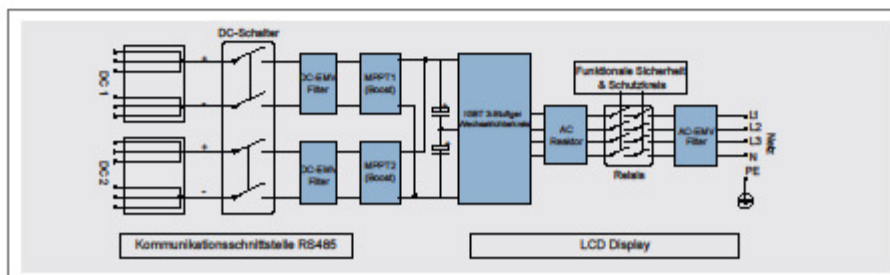 DC-Schalter
DC 1
DC-EMV
Filter
MPPT1
(Boost)
IGBT 3-Stufiger
Wechselrichterkreis
Funktionale Sicherheit
& Schutzkreis
AC
Reaktor
AC-EMV
Filter
L1
L2
L3
N
PE
Netz
DC 2
DC-EMV
Filter
MPPT2
(Boost)
Relais
Kommunikationsschnittstelle RS485
LCD Display